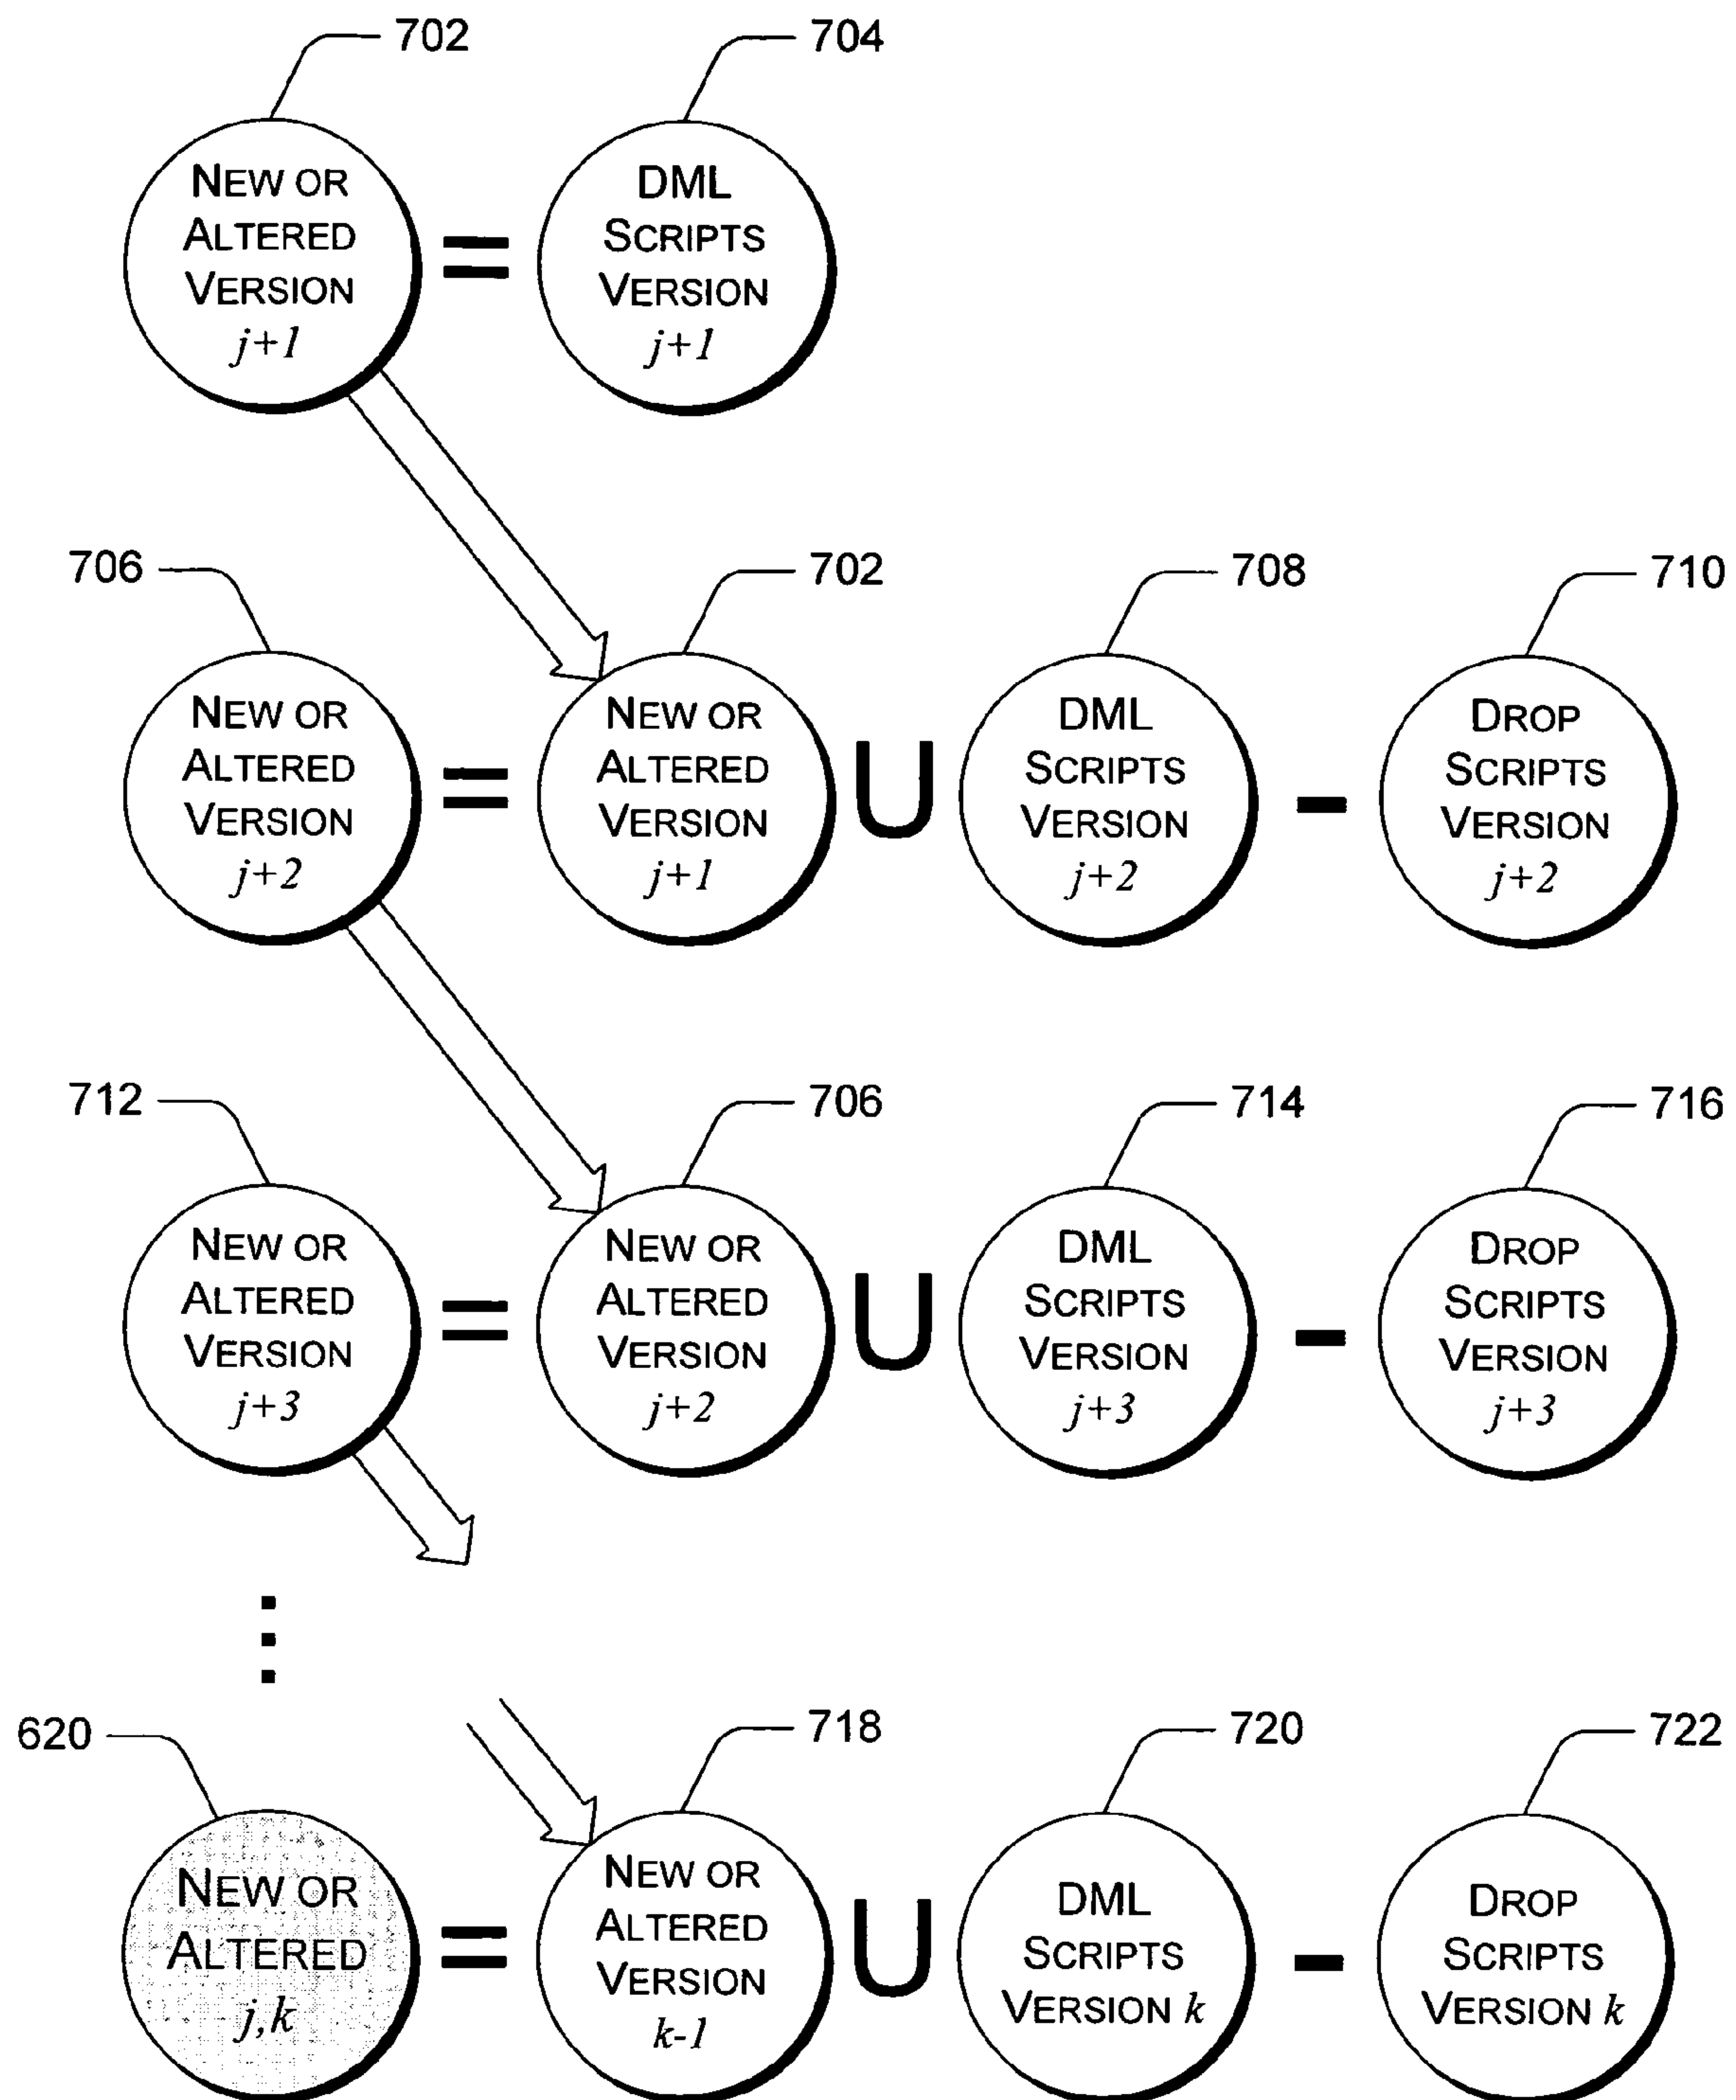 702
704
NEW OR
ALTERED
VERSION
j+1
=
DML
SCRIPTS
VERSION
j+1
706
702
708
710
NEW OR
ALTERED
VERSION
j+2
=
NEW OR
ALTERED
VERSION
j+1
∪
DML
SCRIPTS
VERSION
j+2
-
DROP
SCRIPTS
VERSION
j+2
712
706
714
716
NEW OR
ALTERED
VERSION
j+3
=
NEW OR
ALTERED
VERSION
j+2
∪
DML
SCRIPTS
VERSION
j+3
-
DROP
SCRIPTS
VERSION
j+3
620
718
720
722
NEW OR
ALTERED
j,k
=
NEW OR
ALTERED
VERSION
k-1
∪
DML
SCRIPTS
VERSION k
-
DROP
SCRIPTS
VERSION k